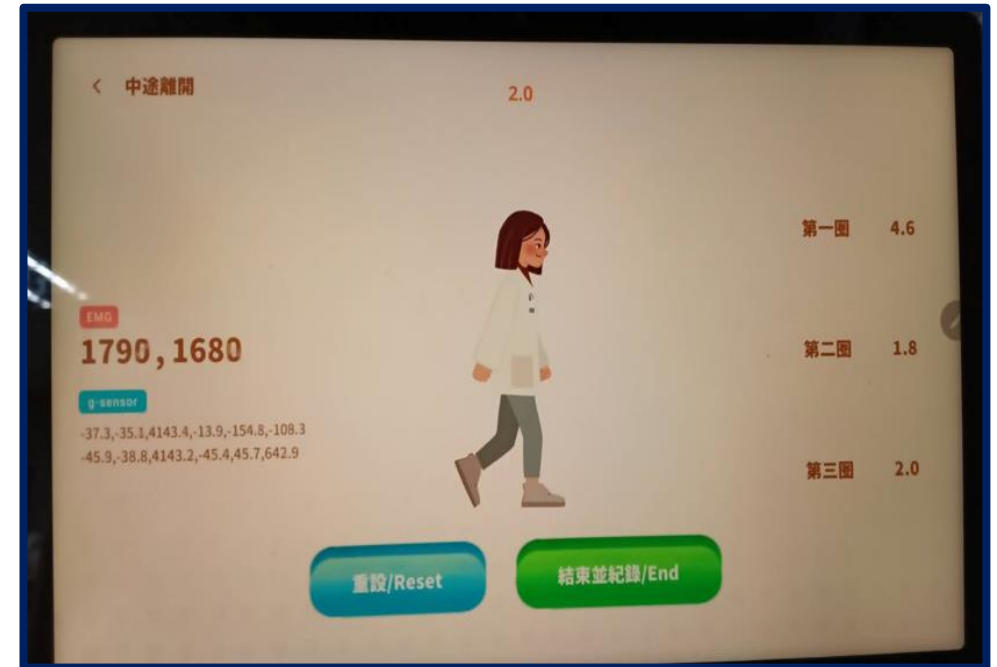 < 中途離開
2.0
第一圈 4.6
EMG
1790,1680
第二圈 1.8
g-sensor
-37.3,-35.1,4143.4,-13.9,-154.8,-108.3
-45.9,-38.8,4143.2,-45.4,45.7,642.9
第三圈 2.0
重設/Reset
結束並紀錄/End